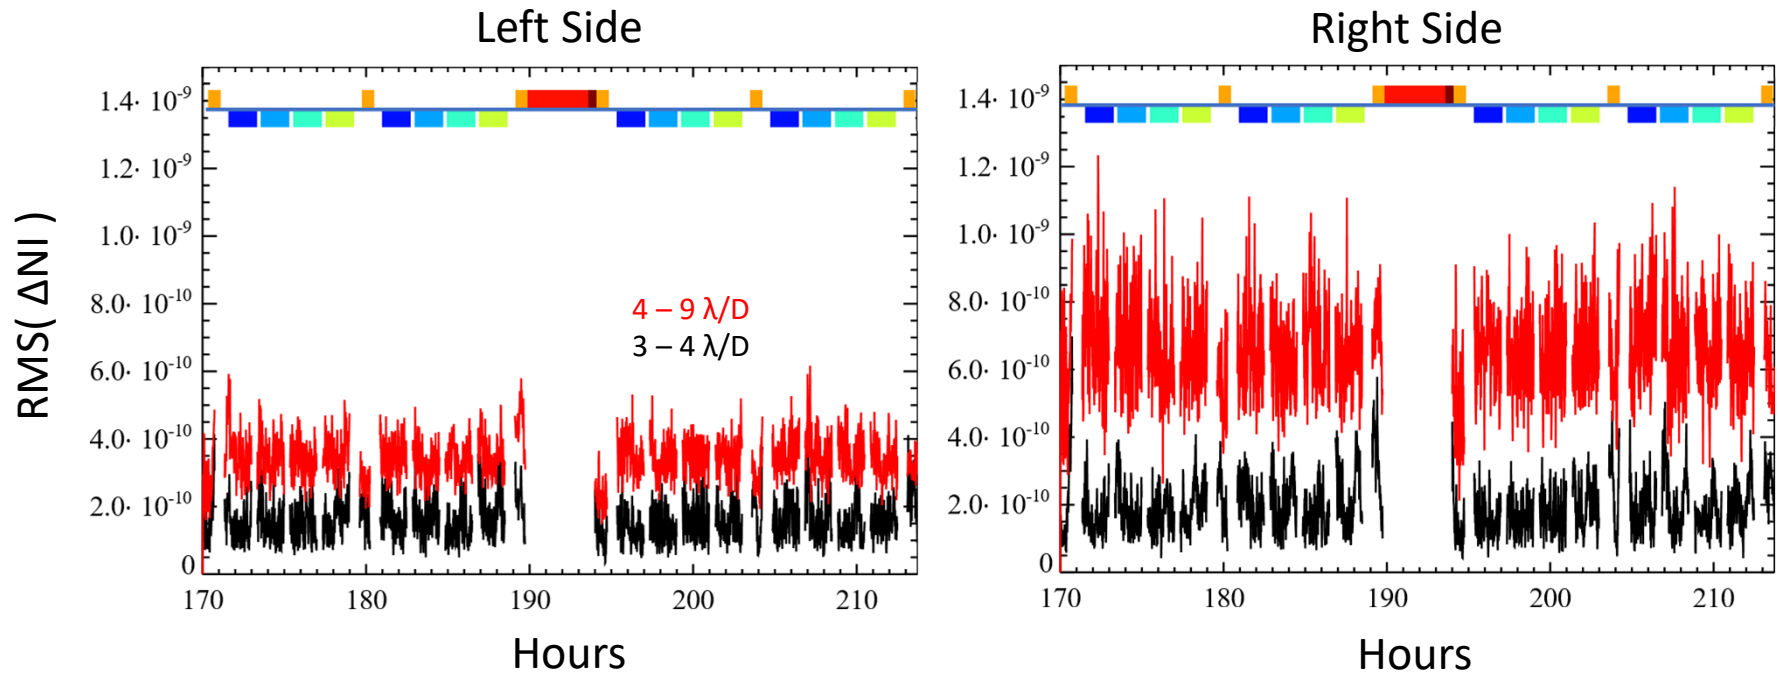 Left Side
Right Side
RMS( ΔNI )
1.4· 10⁻⁹
1.2· 10⁻⁹
1.0· 10⁻⁹
8.0· 10⁻¹⁰
6.0· 10⁻¹⁰
4.0· 10⁻¹⁰
2.0· 10⁻¹⁰
0
4 – 9 λ/D
3 – 4 λ/D
170 180 190 200 210
Hours
1.4· 10⁻⁹
1.2· 10⁻⁹
1.0· 10⁻⁹
8.0· 10⁻¹⁰
6.0· 10⁻¹⁰
4.0· 10⁻¹⁰
2.0· 10⁻¹⁰
0
170 180 190 200 210
Hours